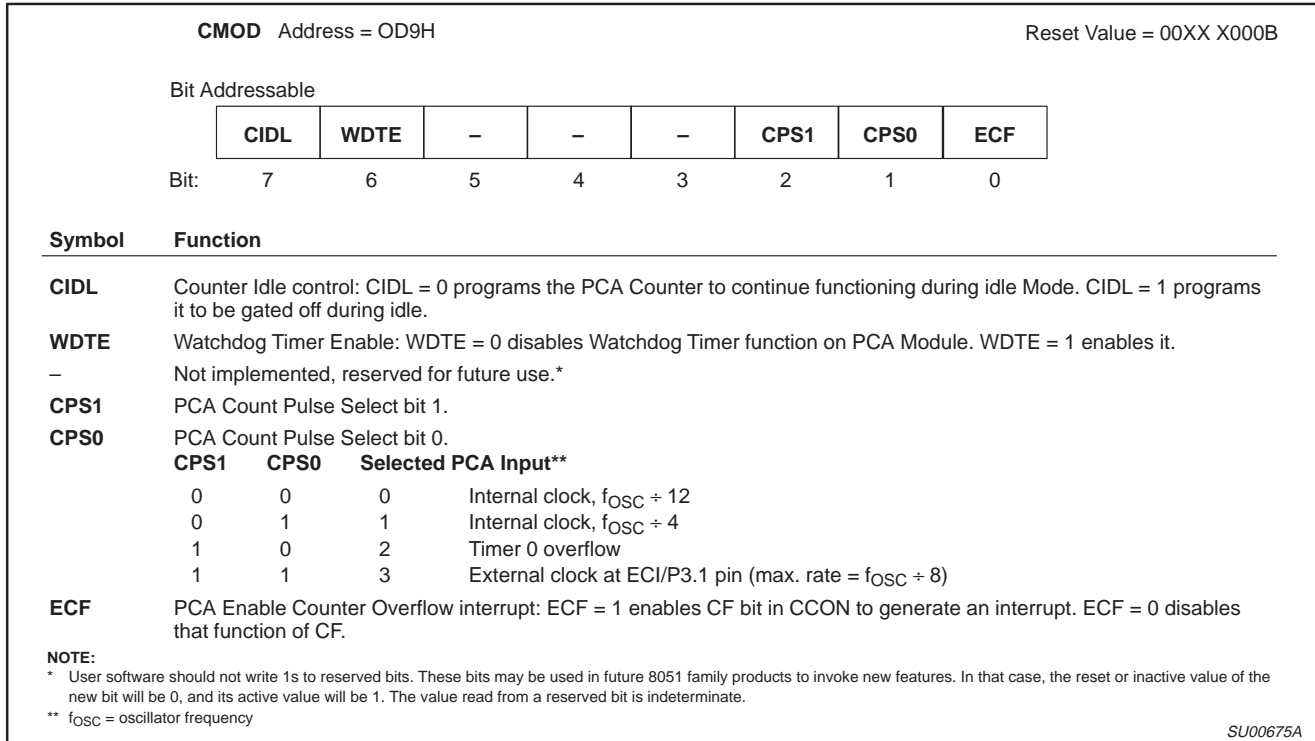 CMOD Address = OD9H Reset Value = 00XX X000B
Bit Addressable
CIDL WDTE – – – CPS1 CPS0 ECF
Bit: 7 6 5 4 3 2 1 0
Symbol Function
CIDL Counter Idle control: CIDL = 0 programs the PCA Counter to continue functioning during idle Mode. CIDL = 1 programs
it to be gated off during idle.
WDTE Watchdog Timer Enable: WDTE = 0 disables Watchdog Timer function on PCA Module. WDTE = 1 enables it.
– Not implemented, reserved for future use.*
CPS1 PCA Count Pulse Select bit 1.
CPS0 PCA Count Pulse Select bit 0.
CPS1 CPS0 Selected PCA Input**
0 0 0 Internal clock, fOSC ÷ 12
0 1 1 Internal clock, fOSC ÷ 4
1 0 2 Timer 0 overflow
1 1 3 External clock at ECI/P3.1 pin (max. rate = fOSC ÷ 8)
ECF PCA Enable Counter Overflow interrupt: ECF = 1 enables CF bit in CCON to generate an interrupt. ECF = 0 disables
that function of CF.
NOTE:
* User software should not write 1s to reserved bits. These bits may be used in future 8051 family products to invoke new features. In that case, the reset or inactive value of the
new bit will be 0, and its active value will be 1. The value read from a reserved bit is indeterminate.
** fOSC = oscillator frequency
SU00675A